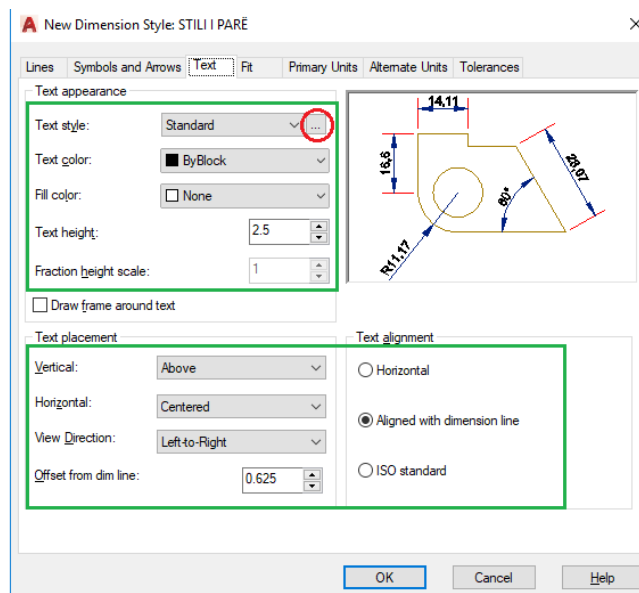 New Dimension Style: STILI I PARË
Lines Symbols and Arrows Text Fit Primary Units Alternate Units Tolerances
Text appearance
Text style: Standard ...
Text color: ByBlock
Fill color: None
Text height: 2.5
Fraction height scale: 1
Draw frame around text
14,11
16,6
28,07
60°
R11,17
Text placement
Vertical: Above
Horizontal: Centered
View Direction: Left-to-Right
Offset from dim line: 0.625
Text alignment
Horizontal
Aligned with dimension line
ISO standard
OK Cancel Help